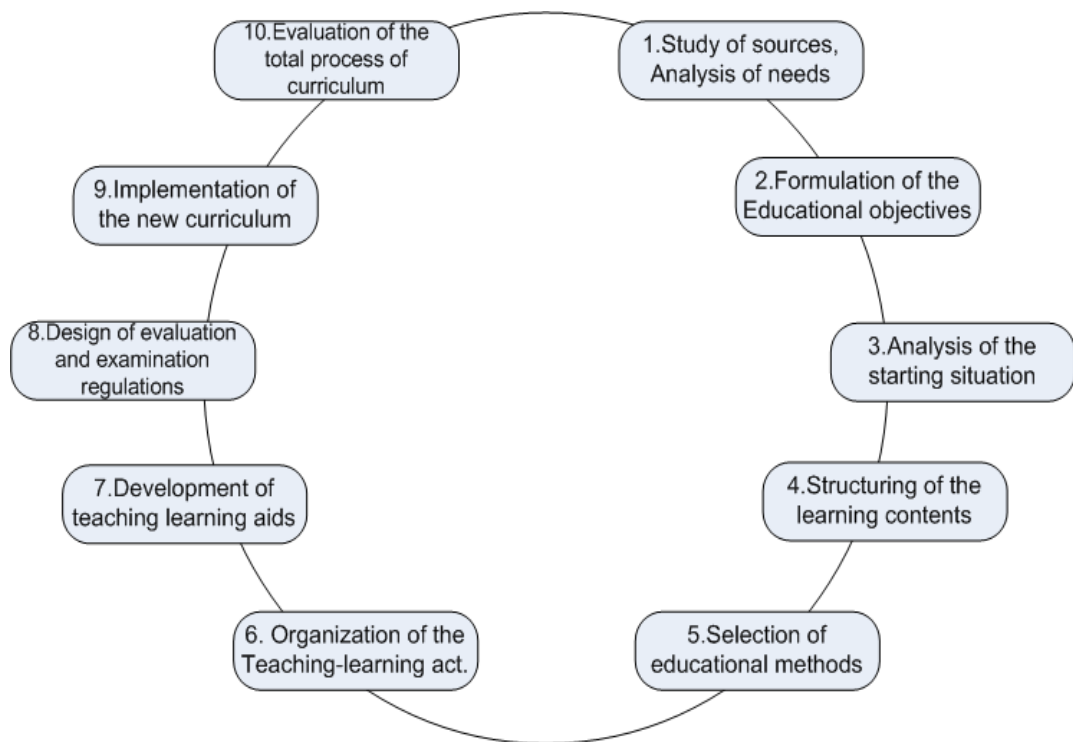 1.Study of sources,
Analysis of needs
2.Formulation of the
Educational objectives
3.Analysis of the
starting situation
4.Structuring of the
learning contents
5.Selection of
educational methods
6. Organization of the
Teaching-learning act.
7.Development of
teaching learning aids
8.Design of evaluation
and examination
regulations
9.Implementation of
the new curriculum
10.Evaluation of the
total process of
curriculum